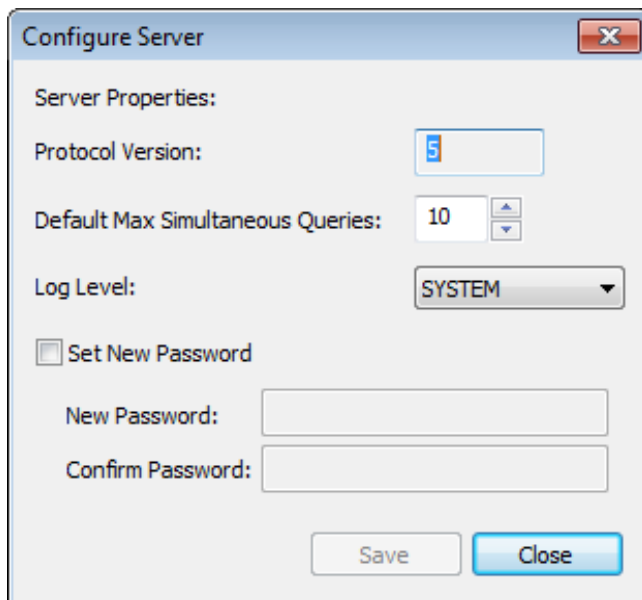 Configure Server
Server Properties:
Protocol Version: 5
Default Max Simultaneous Queries: 10
Log Level: SYSTEM
Set New Password
New Password:
Confirm Password:
Save Close